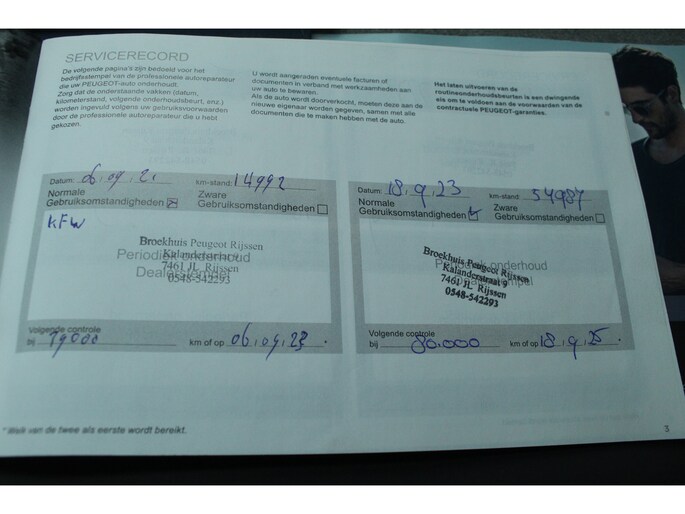 SERVICERECORD
De volgende pagina's zijn bedoeld voor het
bedrijfsstempel van de professionele autoreparateur
die uw PEUGEOT-auto onderhoudt.
Zorg dat de onderstaande vakken (datum,
kilometerstand, volgende onderhoudsbeurt, enz.)
worden ingevuld volgens uw gebruiksvoorwaarden
door de professionele autoreparateur die u hebt
gekozen.
U wordt aangeraden eventuele facturen of
documenten in verband met werkzaamheden aan
uw auto te bewaren.
Als de auto wordt doorverkocht, moeten deze aan de
nieuwe eigenaar worden gegeven, samen met alle
documenten die te maken hebben met de auto.
Het laten uitvoeren van de
routineonderhoudsbeurten is een dwingende
eis om te voldoen aan de voorwaarden van de
contractuele PEUGEOT-garanties.
Datum: 06.09.21 km-stand: 14992
Normale Gebruiksomstandigheden
Zware Gebruiksomstandigheden
KFW
Periodiek onderhoud
Dealerstempel
Broekhuis Peugeot Rijssen
Kalanderstraat 9
7461 JL Rijssen
0548-542293
Volgende controle
bij 79000 km of op 06.09.23.
Datum: 18.9.23 km-stand: 54987
Normale Gebruiksomstandigheden
Zware Gebruiksomstandigheden
Periodiek onderhoud
Broekhuis Peugeot Rijssen
Kalanderstraat 9
7461 JL Rijssen
0548-542293
Volgende controle
bij 80.000 km of op 18.9.25.
* Welk van de twee als eerste wordt bereikt.
3